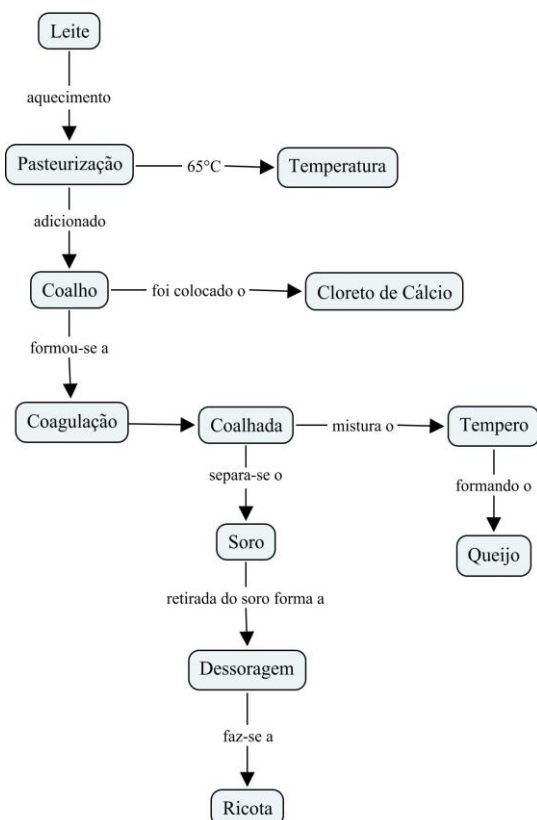 Leite
aquecimento
Pasteurização
65°C
Temperatura
adicionado
Coalho
foi colocado o
Cloreto de Cálcio
formou-se a
Coagulação
Coalhada
mistura o
Tempero
separa-se o
formando o
Soro
Queijo
retirada do soro forma a
Dessoragem
faz-se a
Ricota